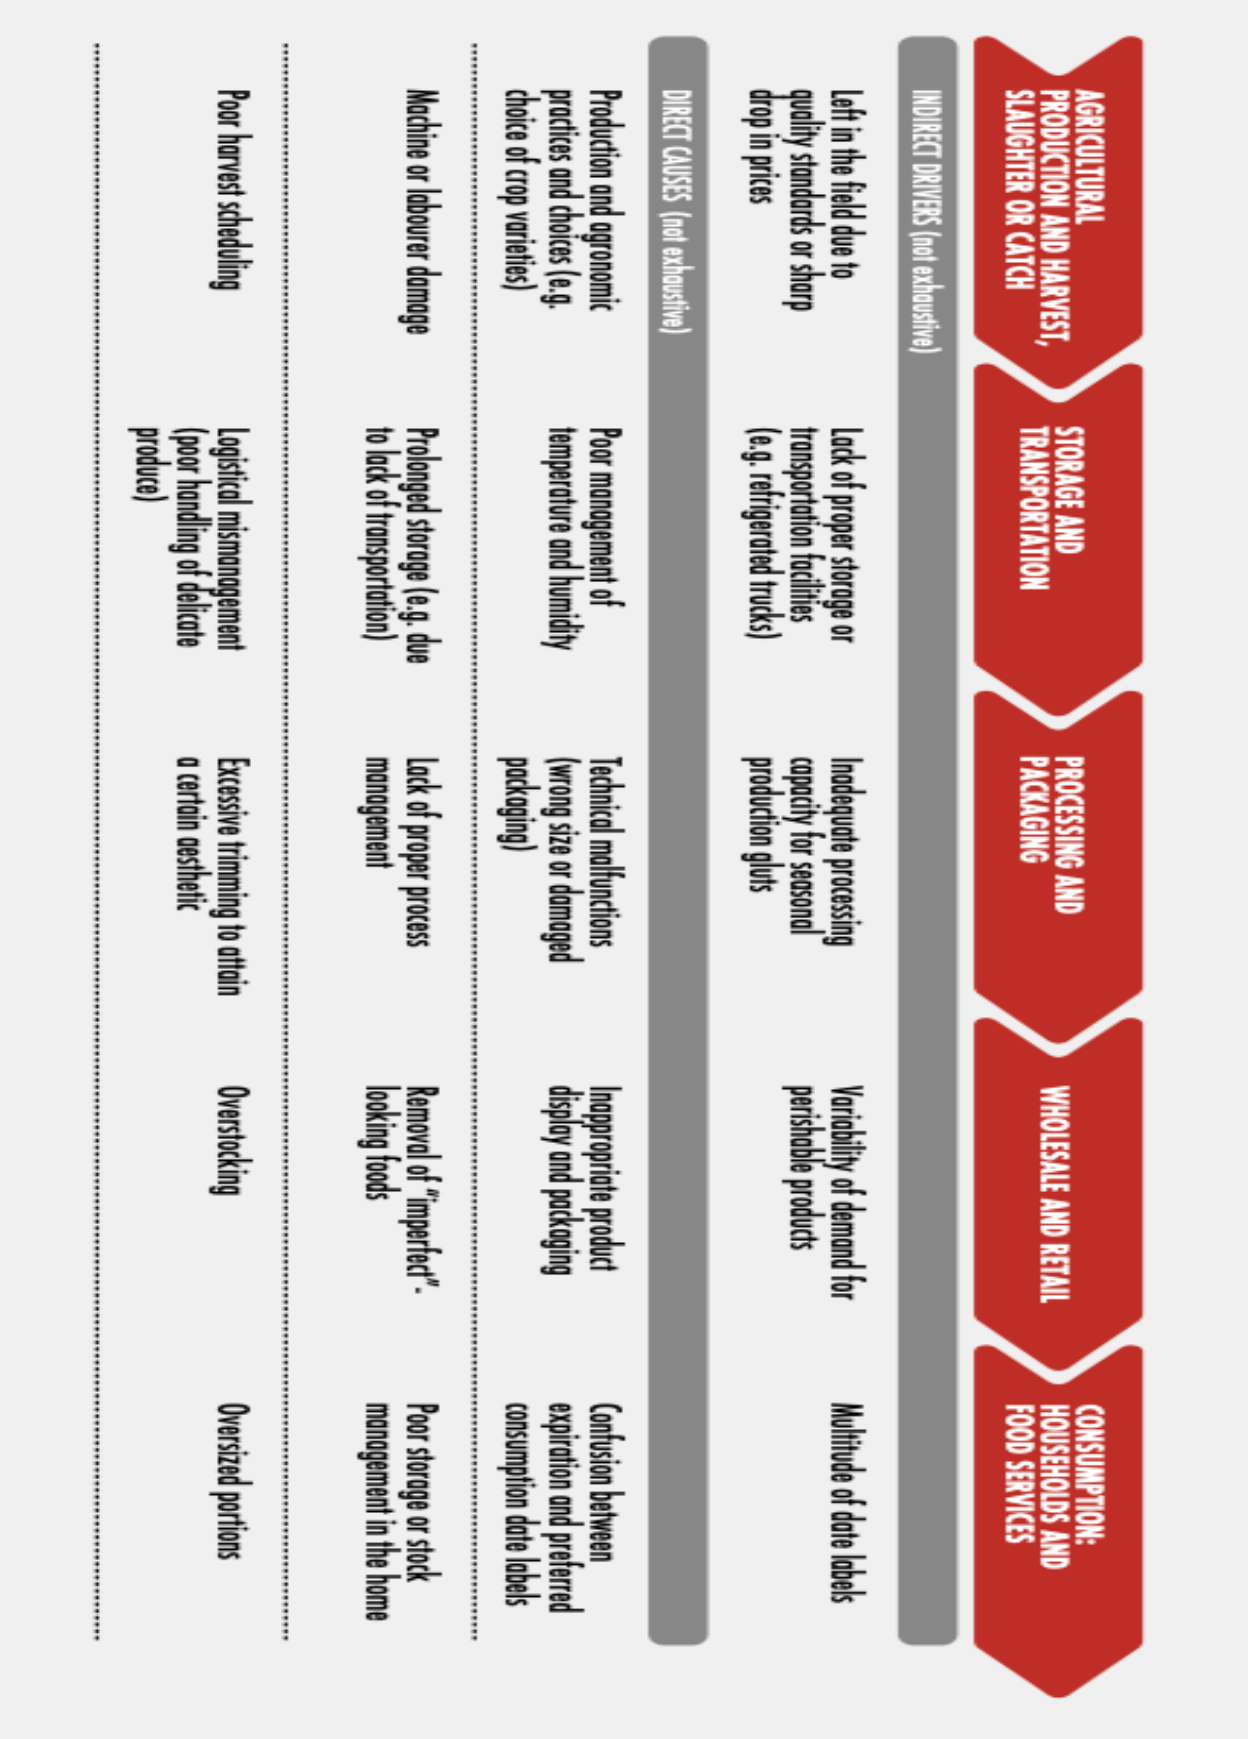 AGRICULTURAL
PRODUCTION AND HARVEST,
SLAUGHTER OR CATCH
STORAGE AND
TRANSPORTATION
PROCESSING AND
PACKAGING
WHOLESALE AND RETAIL
CONSUMPTION:
HOUSEHOLDS AND
FOOD SERVICES
INDIRECT DRIVERS (not exhaustive)
Left in the field due to
quality standards or sharp
drop in prices
Lack of proper storage or
transportation facilities
(e.g. refrigerated trucks)
Inadequate processing
capacity for seasonal
production gluts
Variability of demand for
perishable products
Multitude of date labels
DIRECT CAUSES (not exhaustive)
Production and agronomic
practices and choices (e.g.
choice of crop varieties)
Poor management of
temperature and humidity
Technical malfunctions
(wrong size or damaged
packaging)
Inappropriate product
display and packaging
Confusion between
expiration and preferred
consumption date labels
Machine or labourer damage
Prolonged storage (e.g. due
to lack of transportation)
Lack of proper process
management
Removal of “imperfect”-
looking foods
Poor storage or stock
management in the home
Poor harvest scheduling
Logistical mismanagement
(poor handling of delicate
produce)
Excessive trimming to attain
a certain aesthetic
Overstocking
Oversized portions